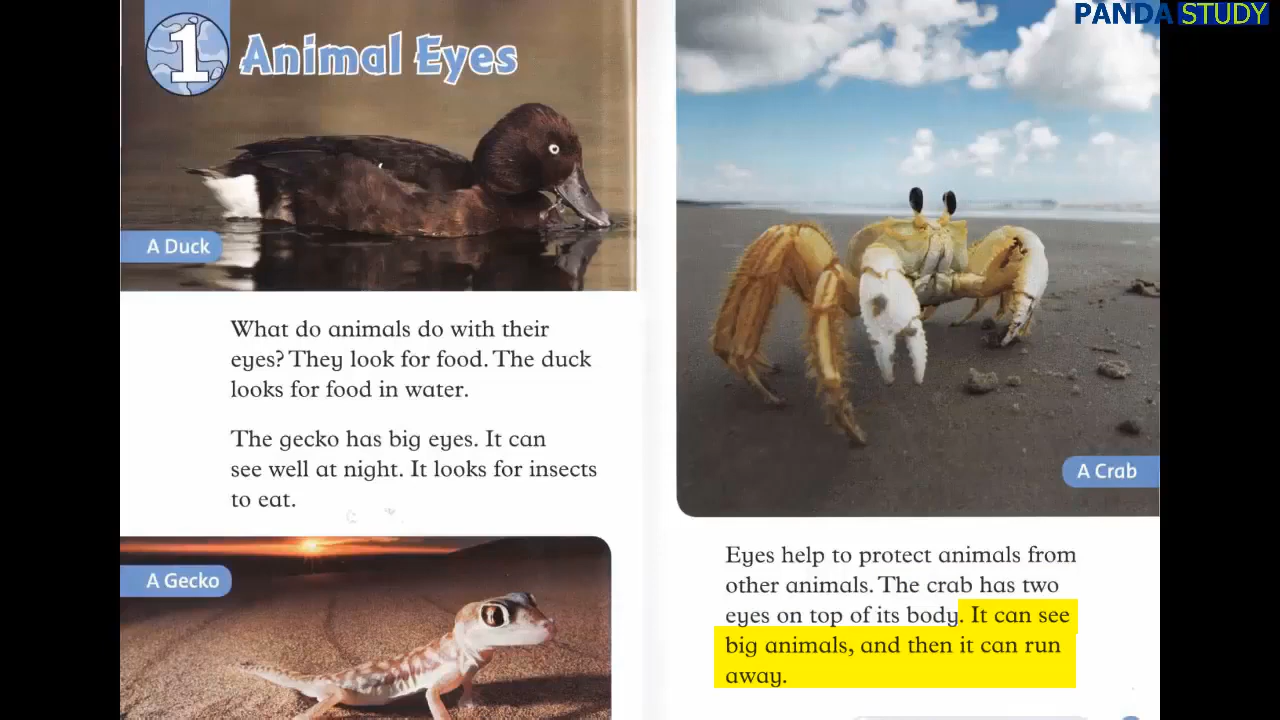 PANDA STUDY
1
Animal Eyes
A Duck
What do animals do with their
eyes? They look for food. The duck
looks for food in water.
The gecko has big eyes. It can
see well at night. It looks for insects
to eat.
A Gecko
A Crab
Eyes help to protect animals from
other animals. The crab has two
eyes on top of its body. It can see
big animals, and then it can run
away.